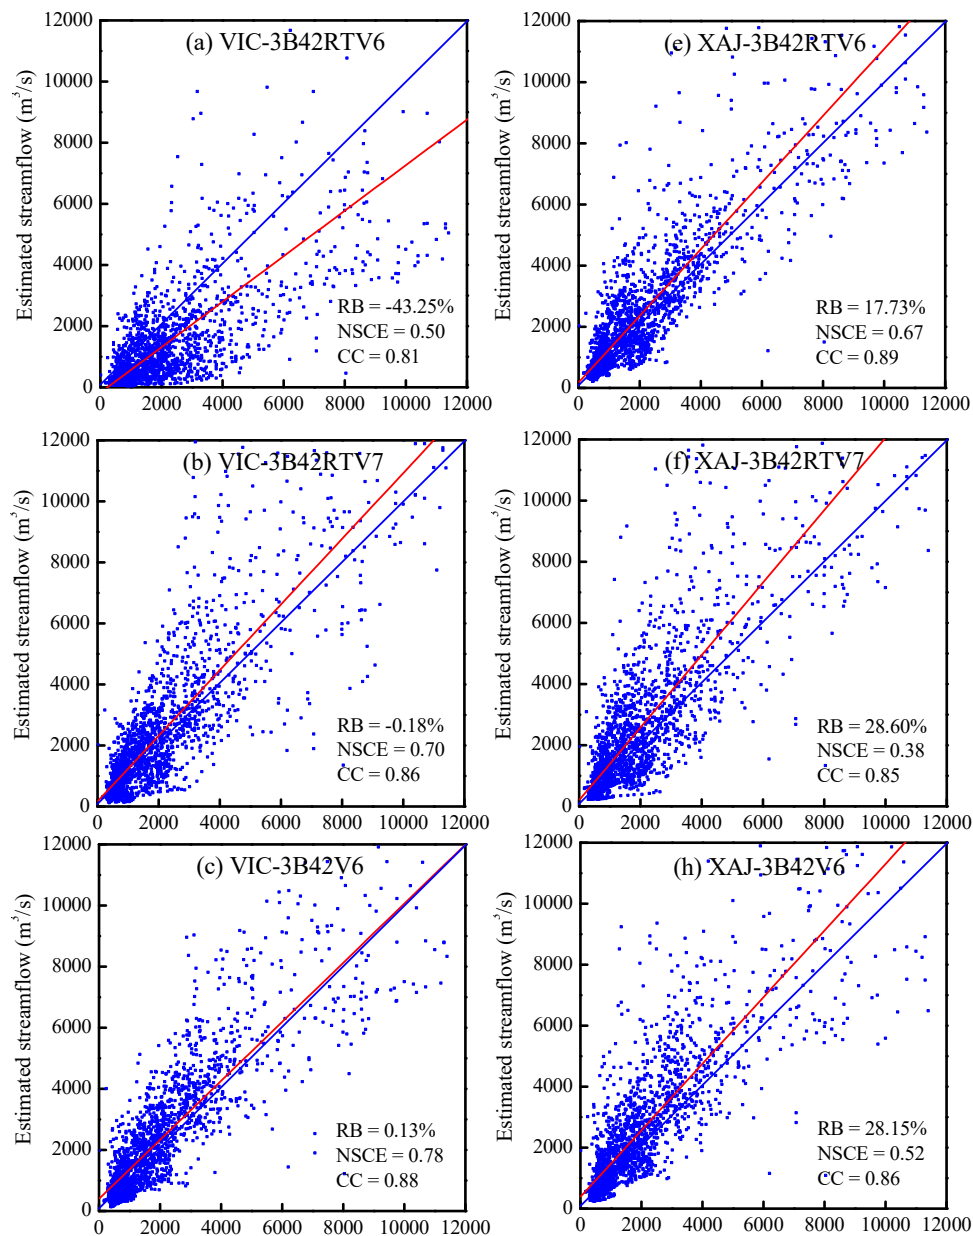 (a) VIC-3B42RTV6
Estimated streamflow (m³/s)
12000
10000
8000
6000
4000
2000
0
RB = -43.25%
NSCE = 0.50
CC = 0.81
0 2000 4000 6000 8000 10000 12000
(e) XAJ-3B42RTV6
Estimated streamflow (m³/s)
12000
10000
8000
6000
4000
2000
0
RB = 17.73%
NSCE = 0.67
CC = 0.89
0 2000 4000 6000 8000 10000 12000
(b) VIC-3B42RTV7
Estimated streamflow (m³/s)
12000
10000
8000
6000
4000
2000
0
RB = -0.18%
NSCE = 0.70
CC = 0.86
0 2000 4000 6000 8000 10000 12000
(f) XAJ-3B42RTV7
Estimated streamflow (m³/s)
12000
10000
8000
6000
4000
2000
0
RB = 28.60%
NSCE = 0.38
CC = 0.85
0 2000 4000 6000 8000 10000 12000
(c) VIC-3B42V6
Estimated streamflow (m³/s)
12000
10000
8000
6000
4000
2000
0
RB = 0.13%
NSCE = 0.78
CC = 0.88
0 2000 4000 6000 8000 10000 12000
(h) XAJ-3B42V6
Estimated streamflow (m³/s)
12000
10000
8000
6000
4000
2000
0
RB = 28.15%
NSCE = 0.52
CC = 0.86
0 2000 4000 6000 8000 10000 12000